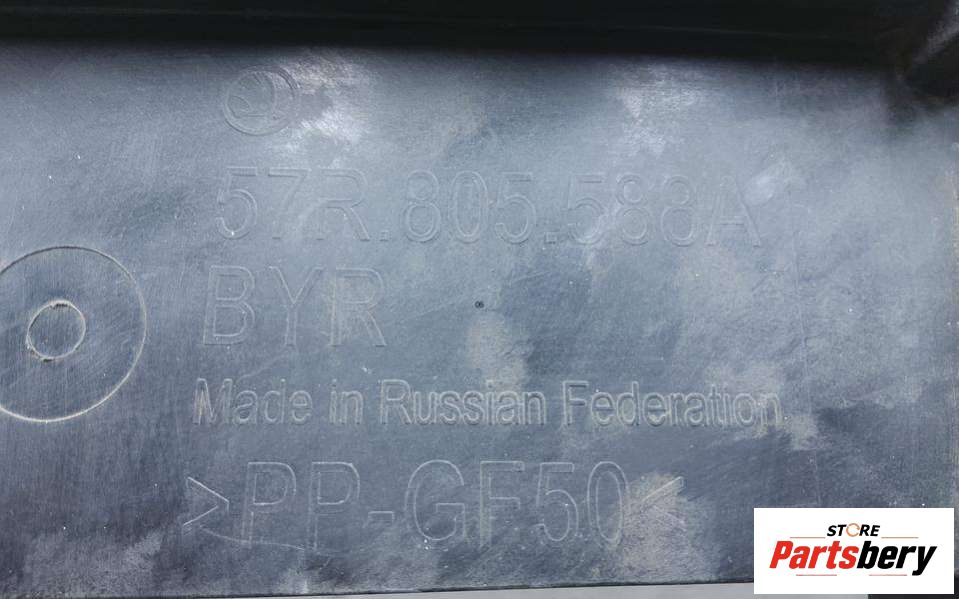 57R.805.588A
BYR
Made in Russian Federation
>PP-GF50<
STORE
Partsbery